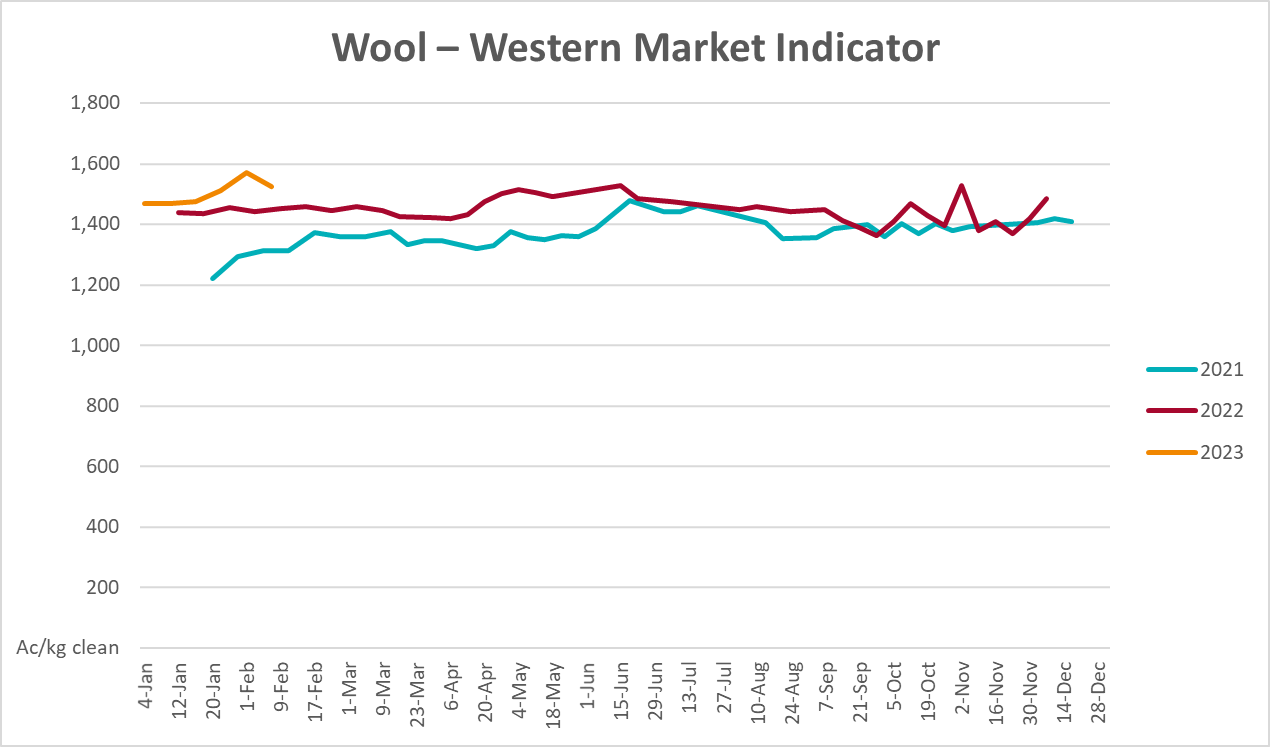 Wool – Western Market Indicator
1,800
1,600
1,400
1,200
1,000
800
600
400
200
Ac/kg clean
4-Jan
12-Jan
20-Jan
1-Feb
9-Feb
17-Feb
1-Mar
9-Mar
23-Mar
6-Apr
20-Apr
4-May
18-May
1-Jun
15-Jun
29-Jun
13-Jul
27-Jul
10-Aug
24-Aug
7-Sep
21-Sep
5-Oct
19-Oct
2-Nov
16-Nov
30-Nov
14-Dec
28-Dec
2021
2022
2023